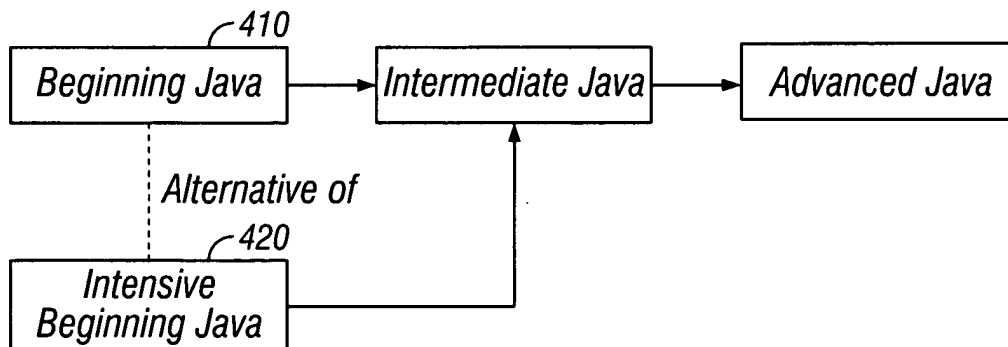 410
Beginning Java
Intermediate Java
Advanced Java
Alternative of
420
Intensive
Beginning Java